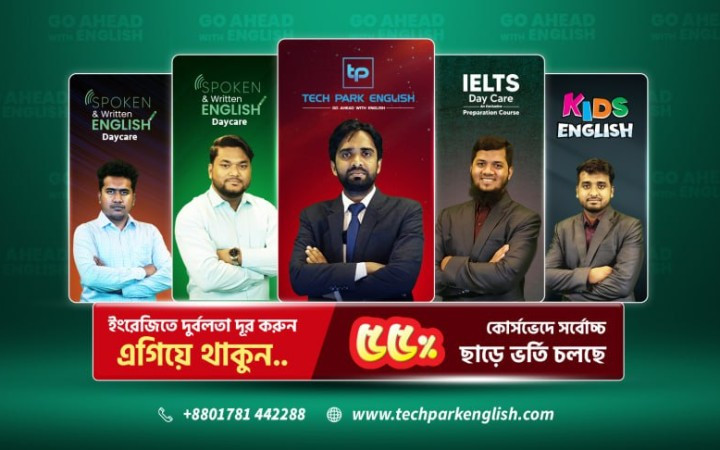 GO AHEAD
WITH ENGLISH
GO AHEAD
WITH ENGLISH
GO AHEAD
WITH ENGLISH
GO AHEAD
WITH ENGLISH
SPOKEN
& Written
ENGLISH
Daycare
SPOKEN
& Written
ENGLISH
Daycare
tp
TECH PARK ENGLISH
GO AHEAD WITH ENGLISH
IELTS
Day Care
Preparation Course
KIDS
ENGLISH
ইংরেজিতে দুর্বলতা দূর করুন
এগিয়ে থাকুন..
৫৫%
কোর্সভেদে সর্বোচ্চ
ছাড়ে ভর্তি চলছে
+8801781 442288
www.techparkenglish.com